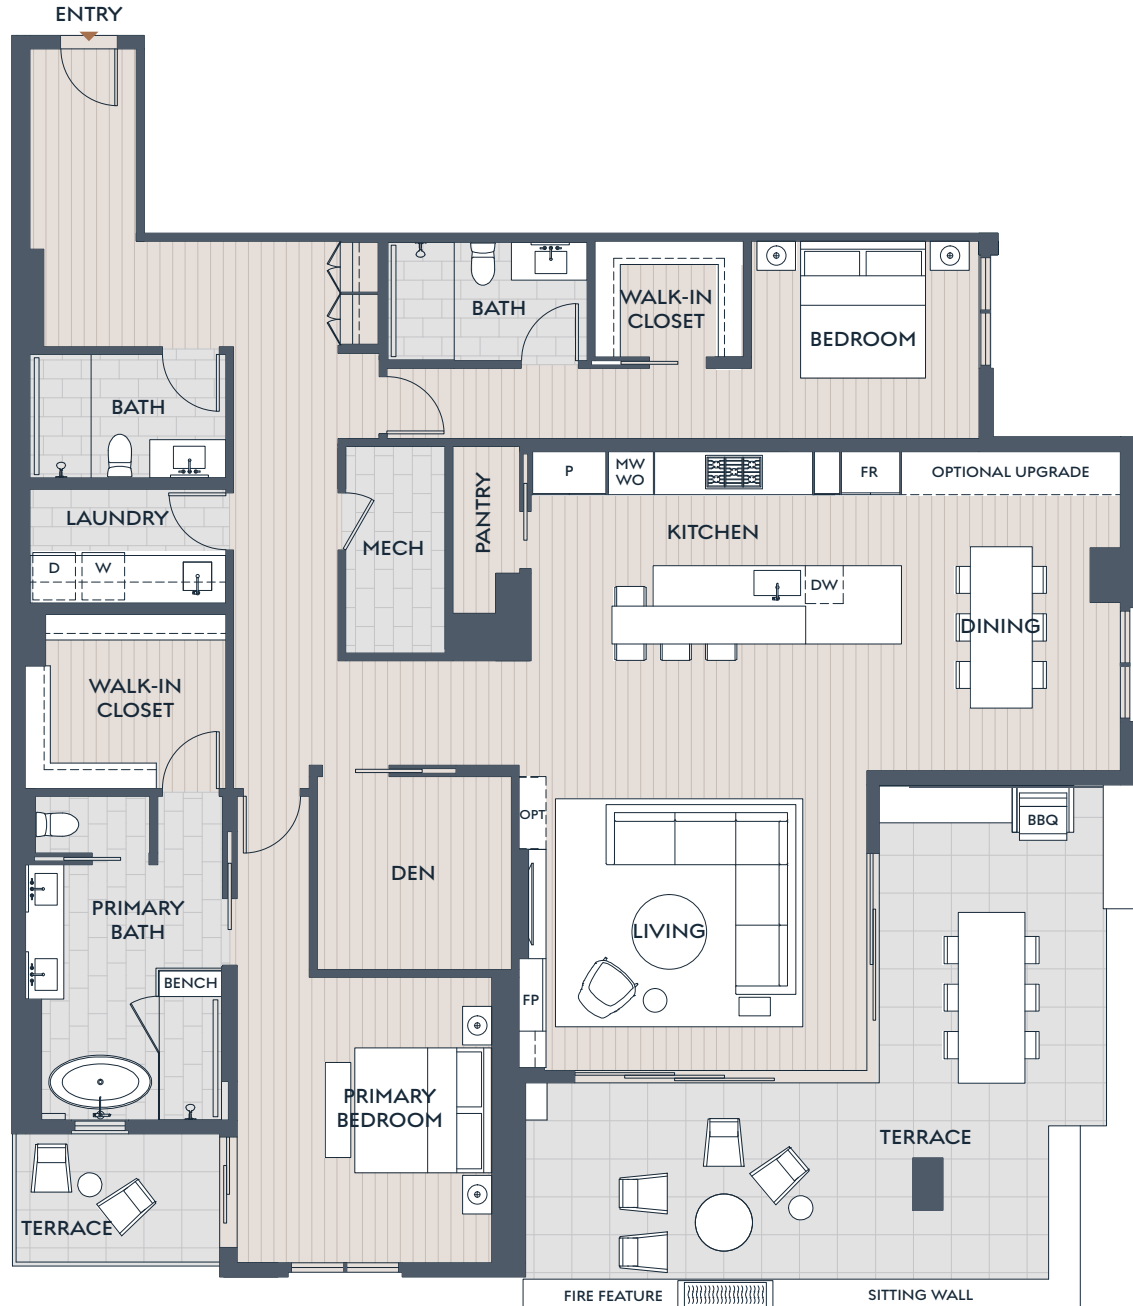 ENTRY
BATH
WALK-IN
CLOSET
BEDROOM
BATH
P
MW
WO
FR
OPTIONAL UPGRADE
LAUNDRY
PANTRY
KITCHEN
MECH
D
W
DW
DINING
WALK-IN
CLOSET
OPT
BBQ
DEN
PRIMARY
BATH
LIVING
BENCH
FP
PRIMARY
BEDROOM
TERRACE
TERRACE
FIRE FEATURE
SITTING WALL